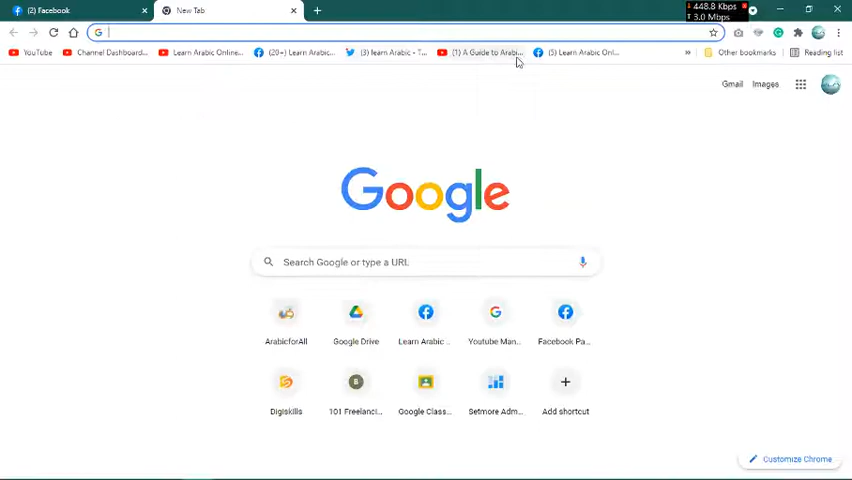 (2) Facebook
New Tab
448.8 Kbps
3.0 Mbps
YouTube
Channel Dashboard...
Learn Arabic Online...
(20+) Learn Arabic...
(3) learn Arabic - T...
(1) A Guide to Arabi...
(5) Learn Arabic Onl...
»
Other bookmarks
Reading list
Gmail
Images
Google
Search Google or type a URL
ArabicforAll
Google Drive
Learn Arabic ...
Youtube Man...
Facebook Pa...
Digiskills
101 Freelanci...
Google Class...
Setmore Adm...
Add shortcut
Customize Chrome